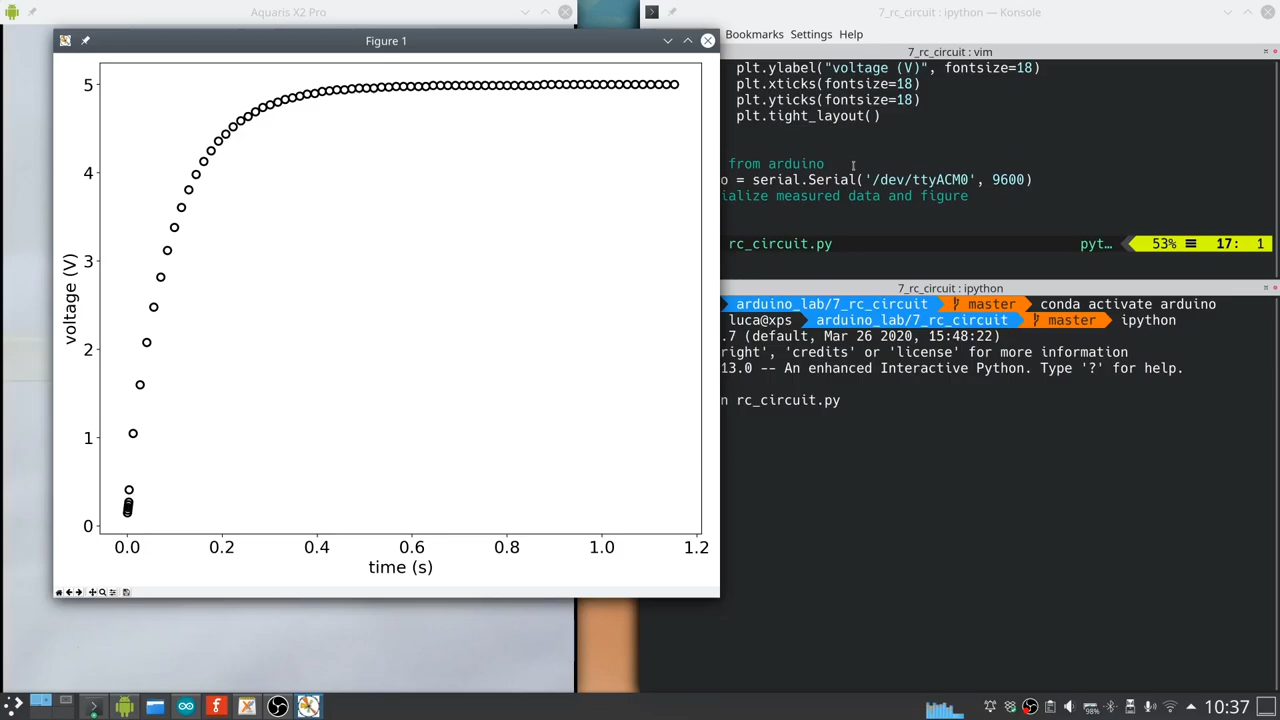 Aquaris X2 Pro
7_rc_circuit : ipython — Konsole
Figure 1
Bookmarks Settings Help
7_rc_circuit : vim
plt.ylabel("voltage (V)", fontsize=18)
plt.xticks(fontsize=18)
plt.yticks(fontsize=18)
plt.tight_layout()
from arduino
o = serial.Serial('/dev/ttyACM0', 9600)
ialize measured data and figure
rc_circuit.py pyt… 53% ≡ 17: 1
7_rc_circuit : ipython
arduino_lab/7_rc_circuit master conda activate arduino
luca@xps arduino_lab/7_rc_circuit master ipython
.7 (default, Mar 26 2020, 15:48:22)
right', 'credits' or 'license' for more information
13.0 -- An enhanced Interactive Python. Type '?' for help.
n rc_circuit.py
5
4
3
2
1
0
voltage (V)
0.0 0.2 0.4 0.6 0.8 1.0 1.2
time (s)
98%
10:37